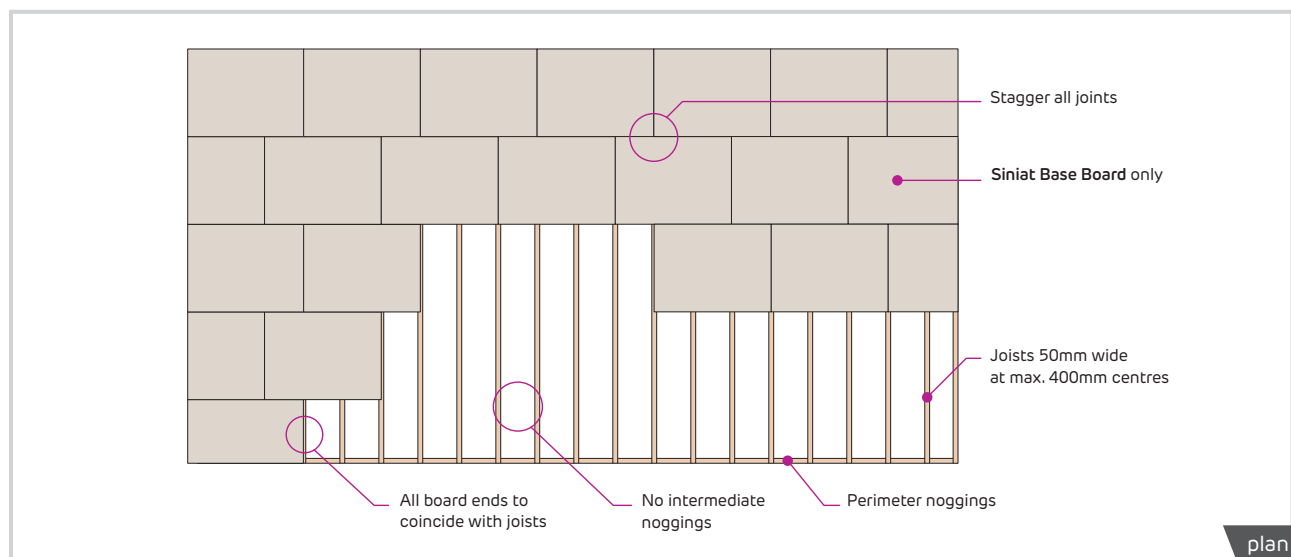 Stagger all joints
Siniat Base Board only
Joists 50mm wide
at max. 400mm centres
All board ends to
coincide with joists
No intermediate
noggings
Perimeter noggings
plan